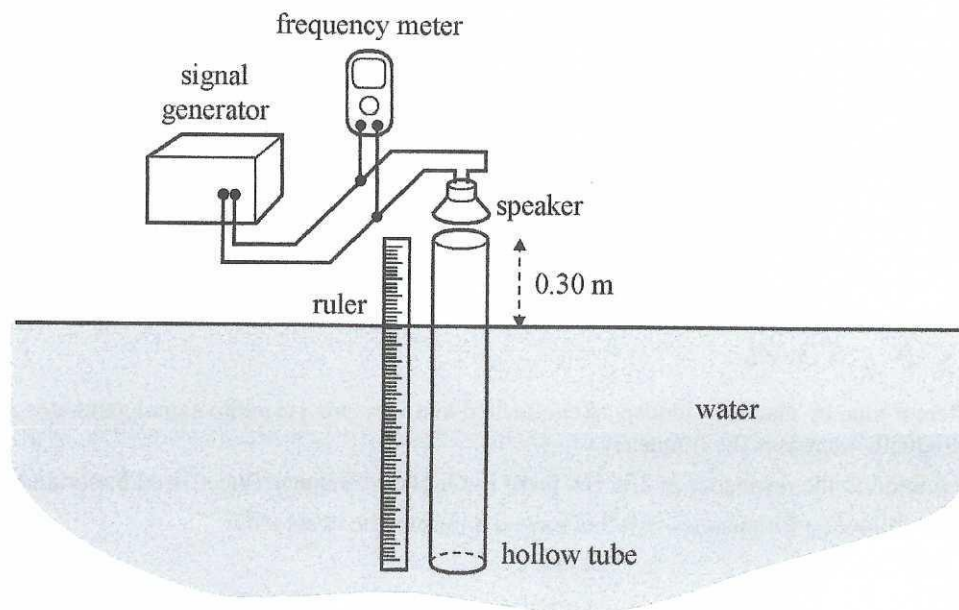 frequency meter
signal
generator
speaker
0.30 m
ruler
water
hollow tube